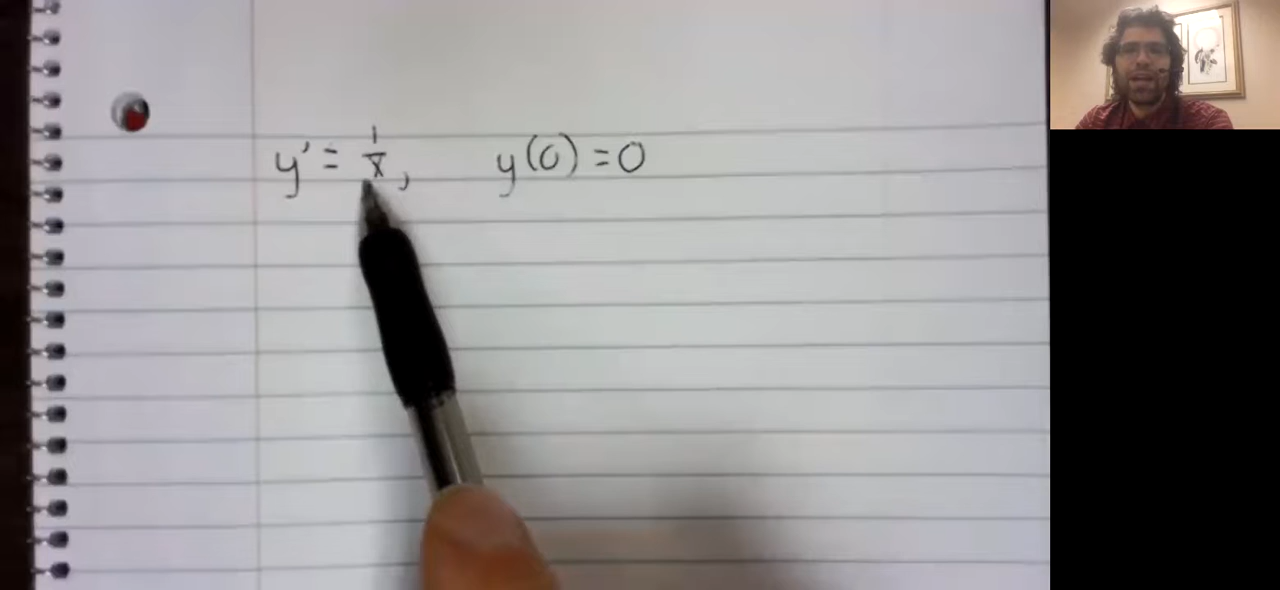 y' = 1/x, y(0) = 0